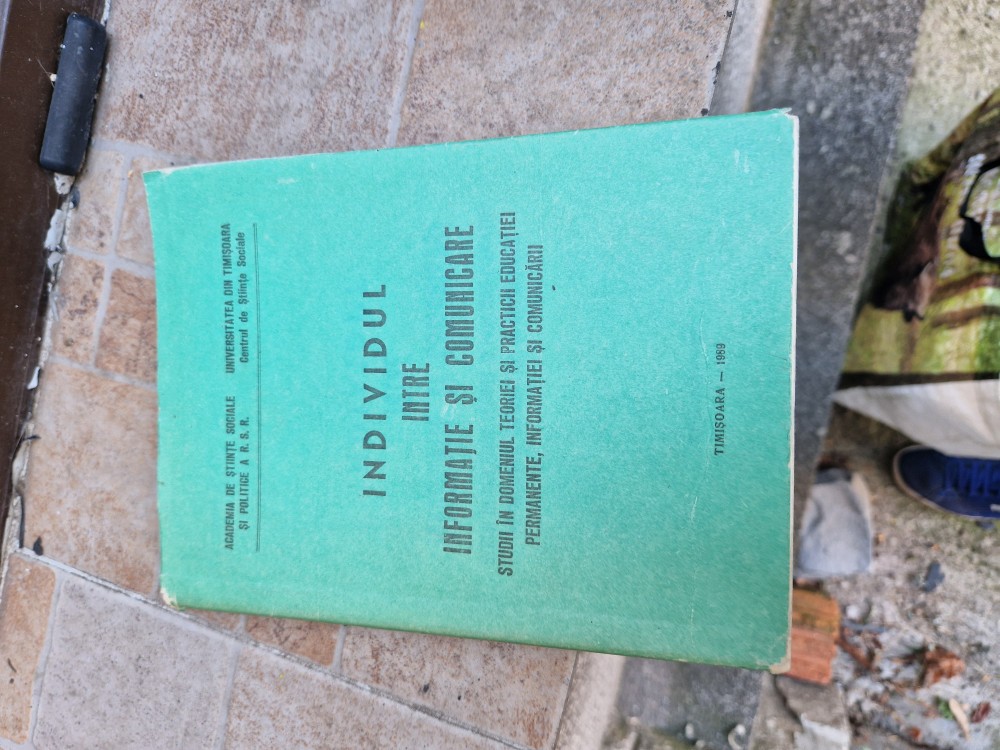 ACADEMIA DE ȘTIINȚE SOCIALE
ȘI POLITICE A R. S. R.
UNIVERSITATEA DIN TIMIȘOARA
Centrul de Științe Sociale
INDIVIDUL
INTRE
INFORMAȚIE ȘI COMUNICARE
STUDII ÎN DOMENIUL TEORIEI ȘI PRACTICII EDUCAȚIEI
PERMANENTE, INFORMAȚIEI ȘI COMUNICĂRII
TIMIȘOARA — 1989